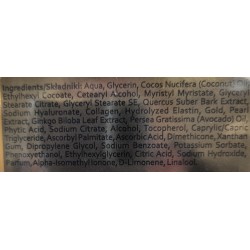 Ingredients/Składniki: Aqua, Glycerin, Cocos Nucifera (Coconut
Ethylhexyl Cocoate, Cetearyl Alcohol, Myristyl Myristate, Glyceryl
Stearate Citrate, Glyceryl Stearate SE, Quercus Suber Bark Extract,
Sodium Hyaluronate, Collagen, Hydrolyzed Elastin, Gold, Pearl
Extract, Ginkgo Biloba Leaf Extract, Persea Gratissima (Avocado) O
Phytic Acid, Sodium Citrate, Alcohol, Tocopherol, Caprylic/Capric
Triglyceride, Ascorbyl Palmitate, Ascorbic Acid, Dimethicone, Xantan
Gum, Dipropylene Glycol, Sodium Benzoate, Potassium Sorbate,
Phenoxyethanol, Ethylhexylglycerin, Citric Acid, Sodium Hydroxide,
Parfum, Alpha-Isomethyl Ionone, D-Limonene, Linalool.